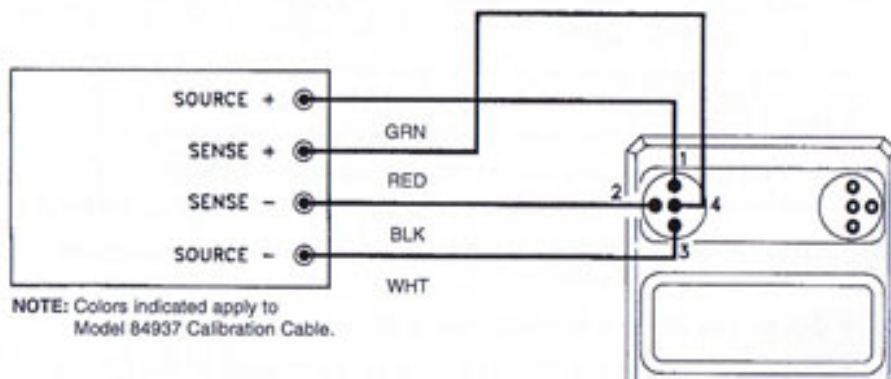 SOURCE +
GRN
1
SENSE +
RED
2
4
SENSE -
BLK
3
SOURCE -
WHT
NOTE: Colors indicated apply to
Model 84937 Calibration Cable.